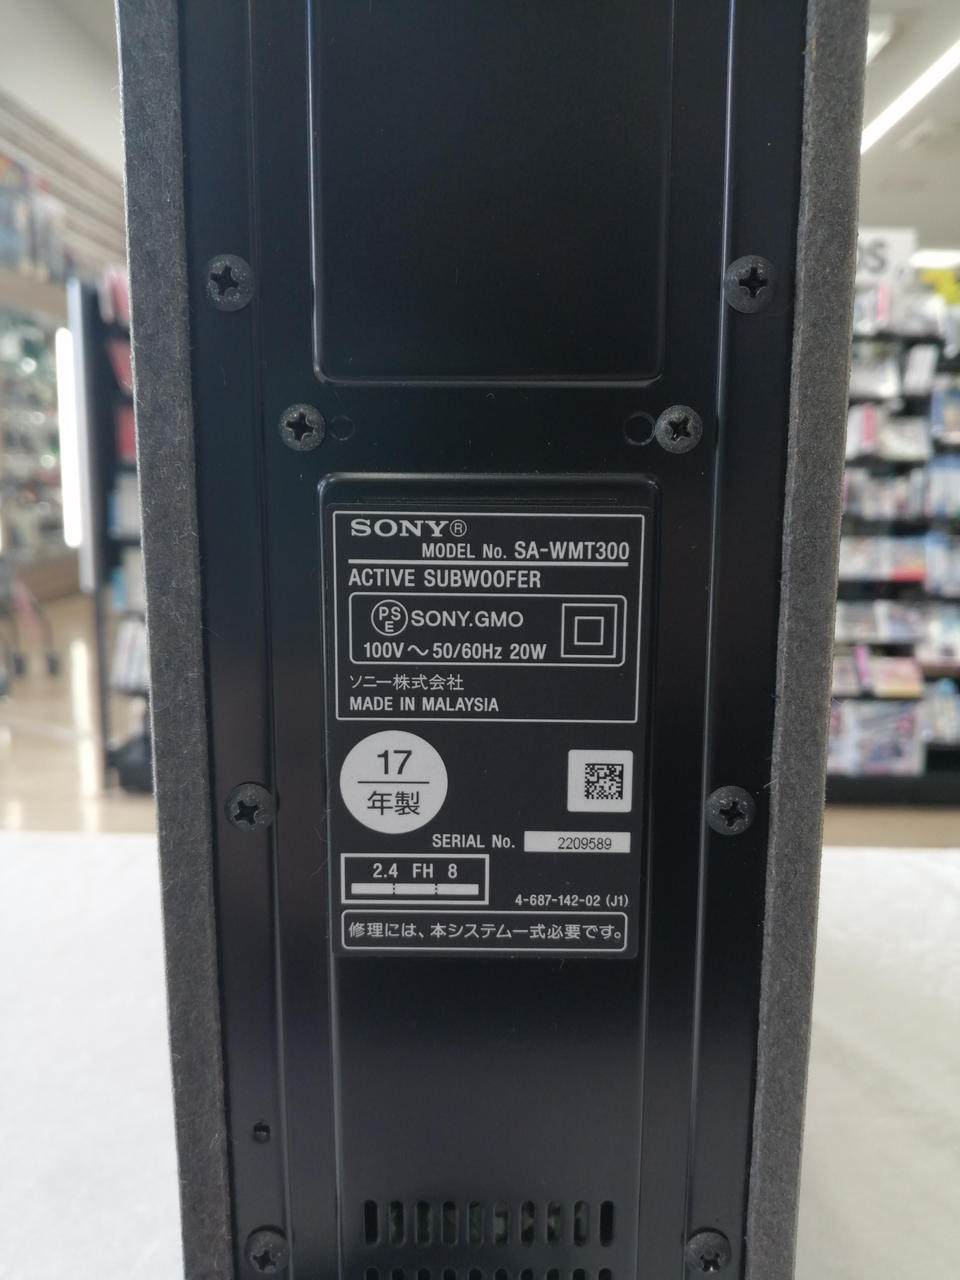 SONY®
MODEL No. SA-WMT300
ACTIVE SUBWOOFER
PS E SONY.GMO
100V～50/60Hz 20W
ソニー株式会社
MADE IN MALAYSIA
17
年製
SERIAL No. 2209589
2.4 FH 8
4-687-142-02 (J1)
修理には、本システム一式必要です。